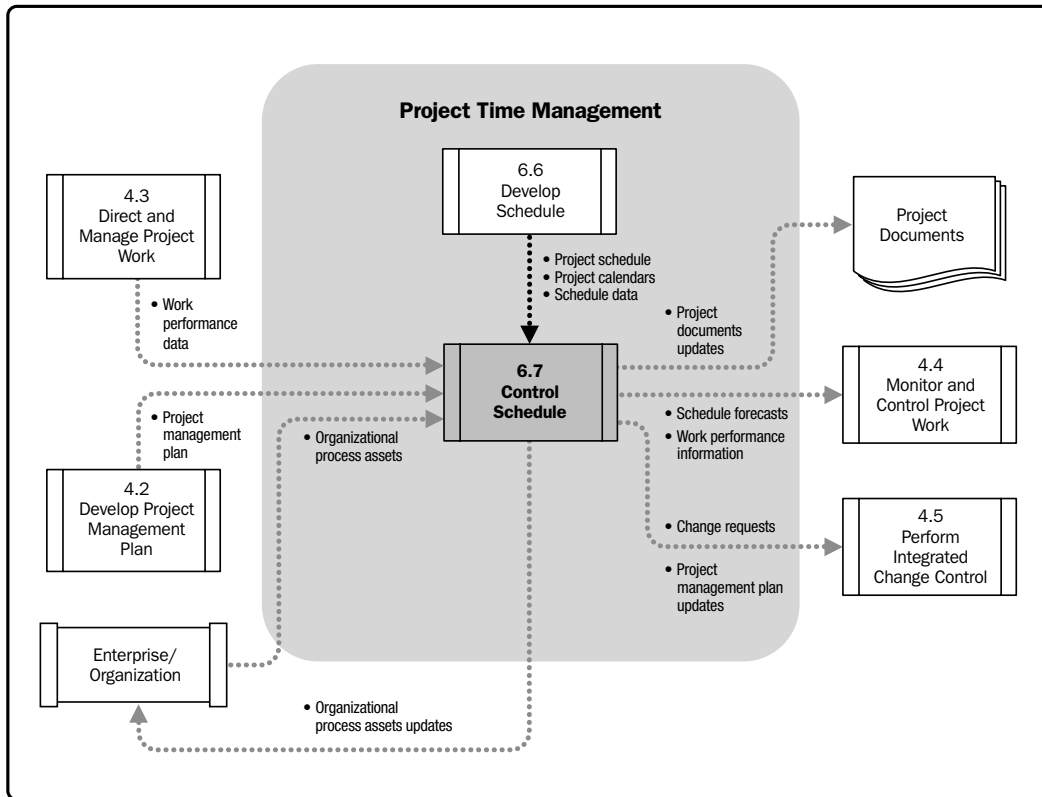 Project Time Management
6.6
Develop
Schedule
4.3
Direct and
Manage Project
Work
Project
Documents
• Project schedule
• Project calendars
• Schedule data
• Work
performance
data
• Project
documents
updates
6.7
Control
Schedule
4.4
Monitor and
Control Project
Work
• Project
management
plan
• Organizational
process assets
• Schedule forecasts
• Work performance
information
4.2
Develop Project
Management
Plan
• Change requests
• Project
management plan
updates
4.5
Perform
Integrated
Change Control
Enterprise/
Organization
• Organizational
process assets updates